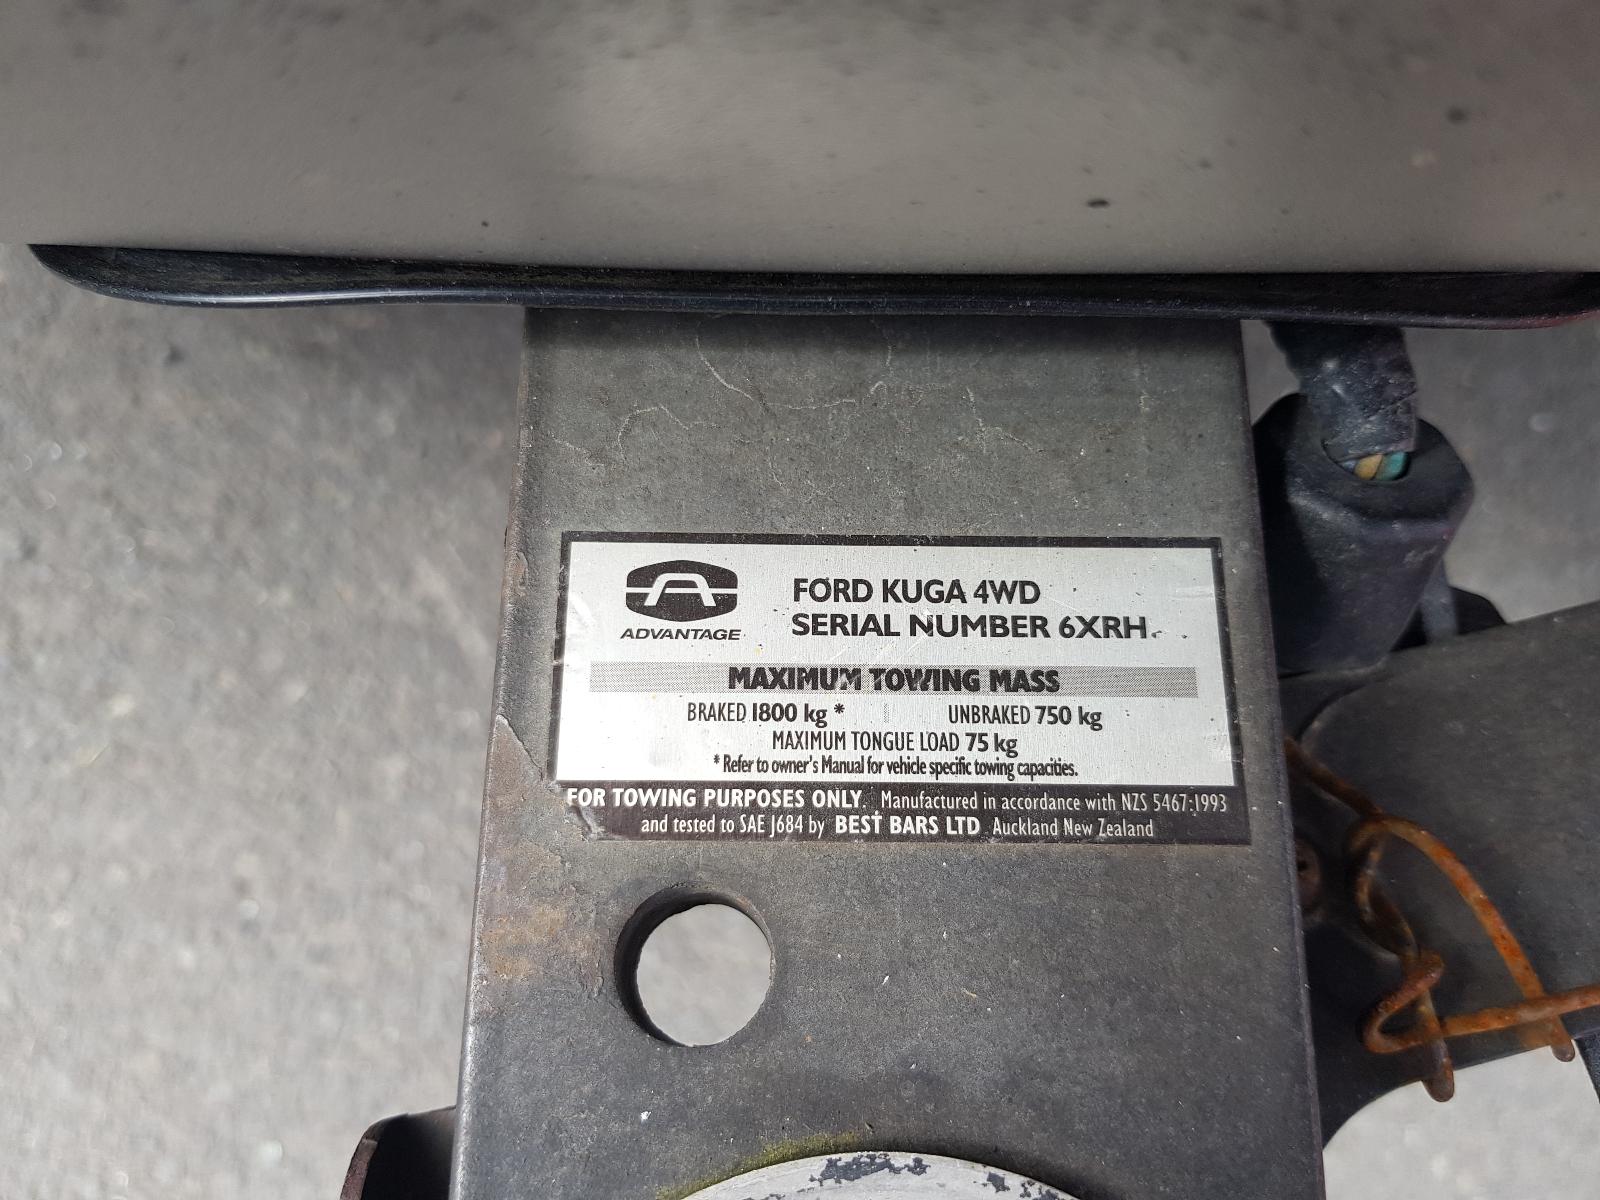 ADVANTAGE
FORD KUGA 4WD
SERIAL NUMBER 6XRH
MAXIMUM TOWING MASS
BRAKED 1800 kg * UNBRAKED 750 kg
MAXIMUM TONGUE LOAD 75 kg
* Refer to owner's Manual for vehicle specific towing capacities.
FOR TOWING PURPOSES ONLY. Manufactured in accordance with NZS 5467:1993
and tested to SAE J684 by BEST BARS LTD Auckland New Zealand